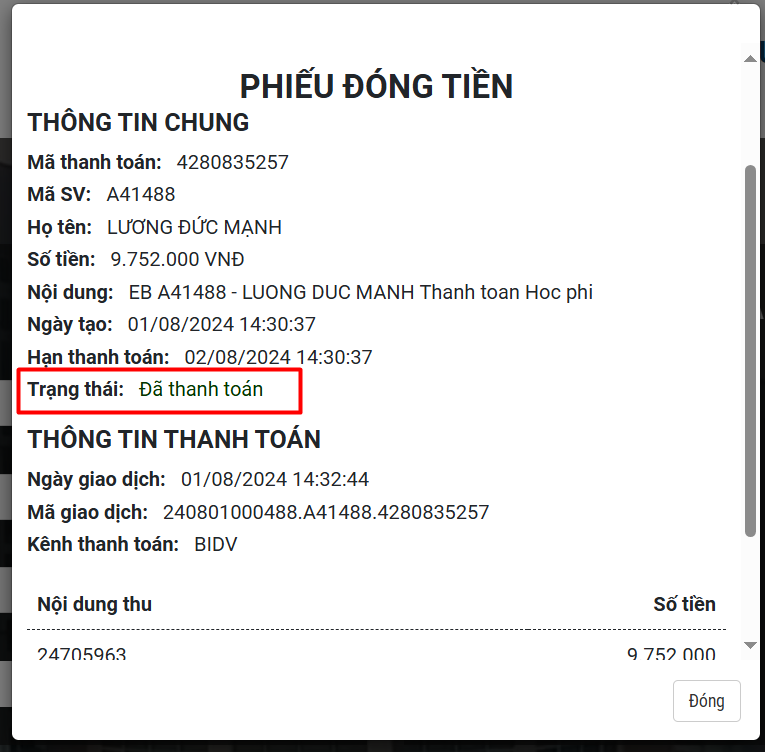 PHIẾU ĐÓNG TIỀN
THÔNG TIN CHUNG
Mã thanh toán: 4280835257
Mã SV: A41488
Họ tên: LƯƠNG ĐỨC MẠNH
Số tiền: 9.752.000 VNĐ
Nội dung: EB A41488 - LUONG DUC MANH Thanh toan Hoc phi
Ngày tạo: 01/08/2024 14:30:37
Hạn thanh toán: 02/08/2024 14:30:37
Trạng thái: Đã thanh toán
THÔNG TIN THANH TOÁN
Ngày giao dịch: 01/08/2024 14:32:44
Mã giao dịch: 240801000488.A41488.4280835257
Kênh thanh toán: BIDV
Nội dung thu Số tiền
24705963 9.752.000
Đóng